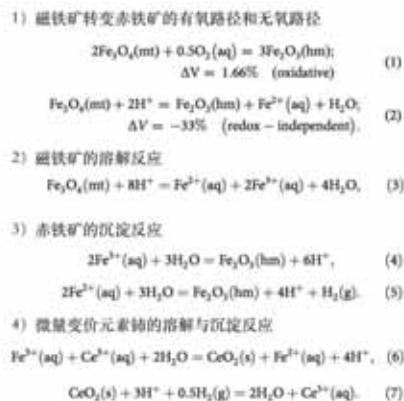 1）磁铁矿转变赤铁矿的有氧路径和无氧路径
2Fe₃O₄(mt) + 0.5O₂(aq) = 3Fe₂O₃(hm);
ΔV = 1.66% (oxidative) (1)
Fe₃O₄(mt) + 2H⁺ = Fe₂O₃(hm) + Fe²⁺(aq) + H₂O;
ΔV = −33% (redox − independent). (2)
2）磁铁矿的溶解反应
Fe₃O₄(mt) + 8H⁺ = Fe²⁺(aq) + 2Fe³⁺(aq) + 4H₂O, (3)
3）赤铁矿的沉淀反应
2Fe³⁺(aq) + 3H₂O = Fe₂O₃(hm) + 6H⁺, (4)
2Fe²⁺(aq) + 3H₂O = Fe₂O₃(hm) + 4H⁺ + H₂(g). (5)
4）微量变价元素铈的溶解与沉淀反应
Fe³⁺(aq) + Ce³⁺(aq) + 2H₂O = CeO₂(s) + Fe²⁺(aq) + 4H⁺, (6)
CeO₂(s) + 3H⁺ + 0.5H₂(g) = 2H₂O + Ce³⁺(aq). (7)